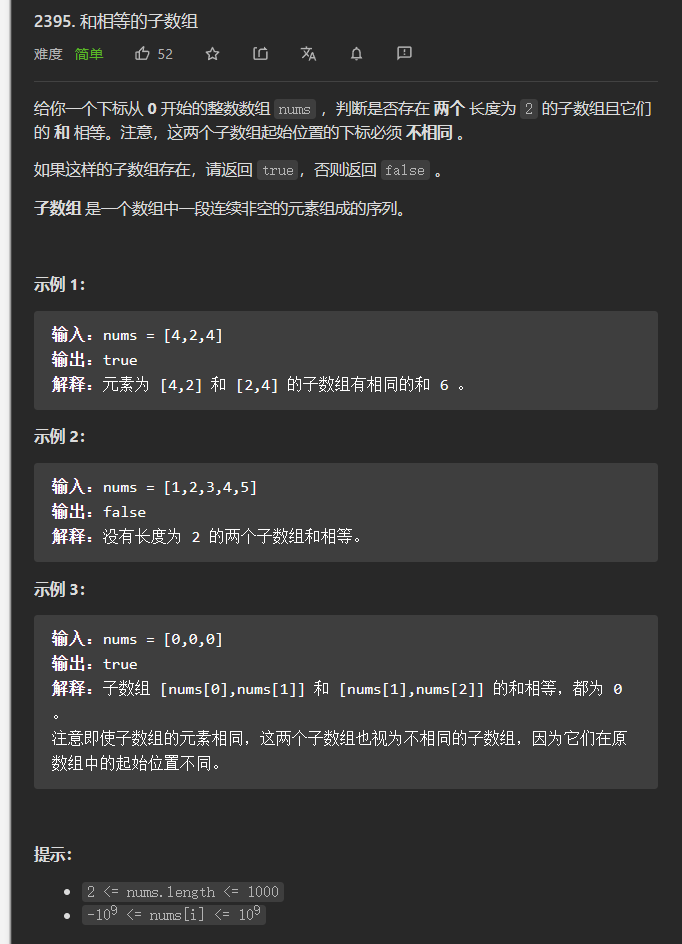 2395. 和相等的子数组
难度 简单 52
给你一个下标从 0 开始的整数数组 nums ，判断是否存在 两个 长度为 2 的子数组且它们
的 和 相等。注意，这两个子数组起始位置的下标必须 不相同 。
如果这样的子数组存在，请返回 true，否则返回 false 。
子数组 是一个数组中一段连续非空的元素组成的序列。
示例 1：
输入：nums = [4,2,4]
输出：true
解释：元素为 [4,2] 和 [2,4] 的子数组有相同的和 6 。
示例 2：
输入：nums = [1,2,3,4,5]
输出：false
解释：没有长度为 2 的两个子数组和相等。
示例 3：
输入：nums = [0,0,0]
输出：true
解释：子数组 [nums[0],nums[1]] 和 [nums[1],nums[2]] 的和相等，都为 0
。
注意即使子数组的元素相同，这两个子数组也视为不相同的子数组，因为它们在原
数组中的起始位置不同。
提示：
• 2 <= nums.length <= 1000
• -10⁹ <= nums[i] <= 10⁹